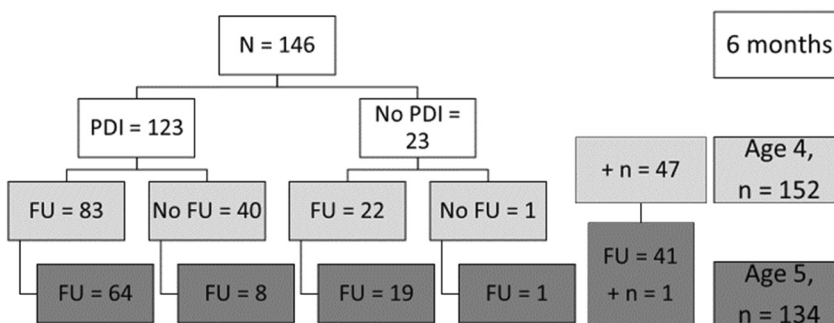 N = 146
6 months
PDI = 123
No PDI =
23
+ n = 47
Age 4,
n = 152
FU = 83
No FU = 40
FU = 22
No FU = 1
FU = 41
+ n = 1
FU = 64
FU = 8
FU = 19
FU = 1
Age 5,
n = 134